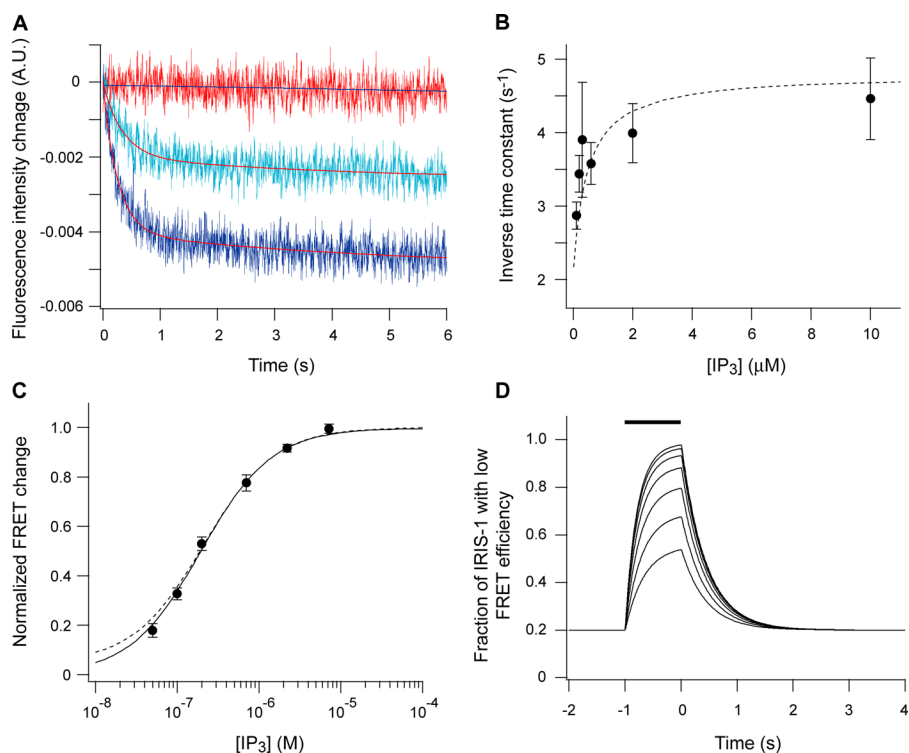 A
Fluorescence intensity chnage (A.U.)
0
-0.002
-0.004
-0.006
0 1 2 3 4 5 6
Time (s)
B
Inverse time constant (s⁻¹)
5
4
3
2
0 2 4 6 8 10
[IP₃] (μM)
C
Normalized FRET change
1.0
0.8
0.6
0.4
0.2
0
10⁻⁸ 10⁻⁷ 10⁻⁶ 10⁻⁵ 10⁻⁴
[IP₃] (M)
D
Fraction of IRIS-1 with low
FRET efficiency
1.0
0.8
0.6
0.4
0.2
0
-2 -1 0 1 2 3 4
Time (s)